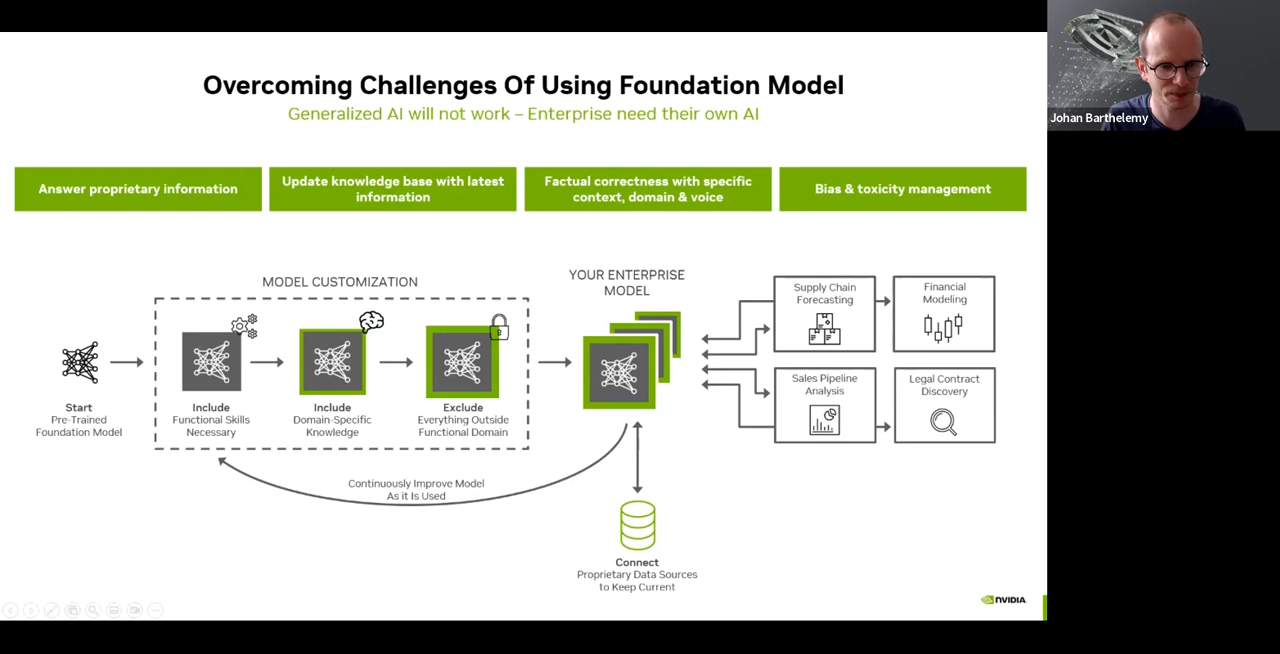 Overcoming Challenges Of Using Foundation Model
Generalized AI will not work – Enterprise need their own AI
Johan Barthelemy
Answer proprietary information
Update knowledge base with latest
information
Factual correctness with specific
context, domain & voice
Bias & toxicity management
MODEL CUSTOMIZATION
YOUR ENTERPRISE
MODEL
Supply Chain
Forecasting
Financial
Modeling
Start
Pre-Trained
Foundation Model
Include
Functional Skills
Necessary
Include
Domain-Specific
Knowledge
Exclude
Everything Outside
Functional Domain
Sales Pipeline
Analysis
Legal Contract
Discovery
Continuously Improve Model
As it Is Used
Connect
Proprietary Data Sources
to Keep Current
NVIDIA